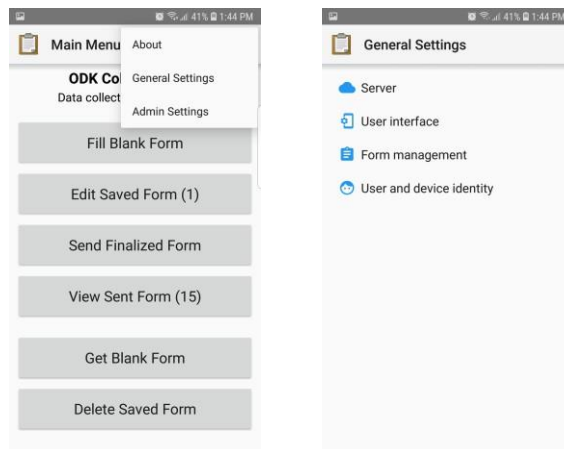 41% 1:44 PM
Main Menu
About
General Settings
Admin Settings
ODK Co
Data collect
Fill Blank Form
Edit Saved Form (1)
Send Finalized Form
View Sent Form (15)
Get Blank Form
Delete Saved Form
41% 1:44 PM
General Settings
Server
User interface
Form management
User and device identity